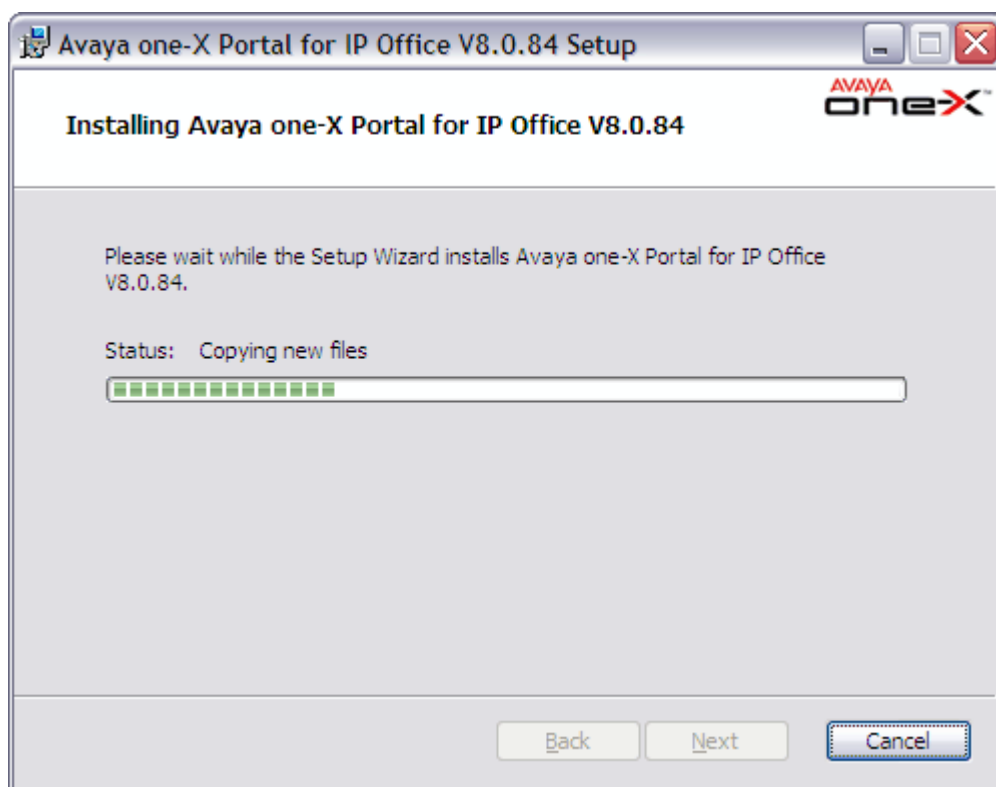 Avaya one-X Portal for IP Office V8.0.84 Setup
AVAYA
one-X™
Installing Avaya one-X Portal for IP Office V8.0.84
Please wait while the Setup Wizard installs Avaya one-X Portal for IP Office
V8.0.84.
Status: Copying new files
Back Next Cancel